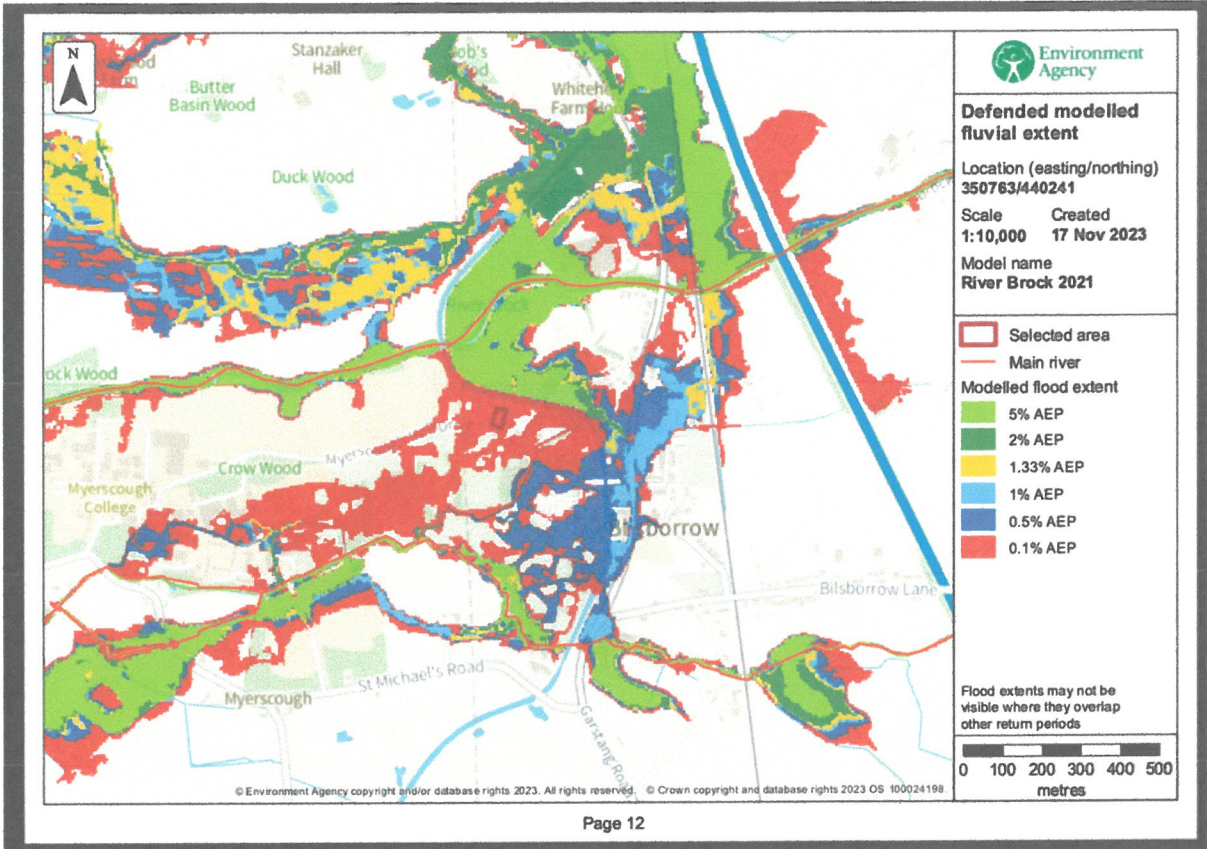 N
Stanzaker
Hall
Butter
Basin Wood
Duck Wood
Crow Wood
Myerscough
College
Bilsborrow
Bilsborrow Lane
St Michael's Road
Myerscough
Garstang Road
© Environment Agency copyright and/or database rights 2023. All rights reserved. © Crown copyright and database rights 2023 OS 100024198.
Environment
Agency
Defended modelled
fluvial extent
Location (easting/northing)
350763/440241
Scale Created
1:10,000 17 Nov 2023
Model name
River Brock 2021
Selected area
Main river
Modelled flood extent
5% AEP
2% AEP
1.33% AEP
1% AEP
0.5% AEP
0.1% AEP
Flood extents may not be
visible where they overlap
other return periods
0 100 200 300 400 500
metres
Page 12